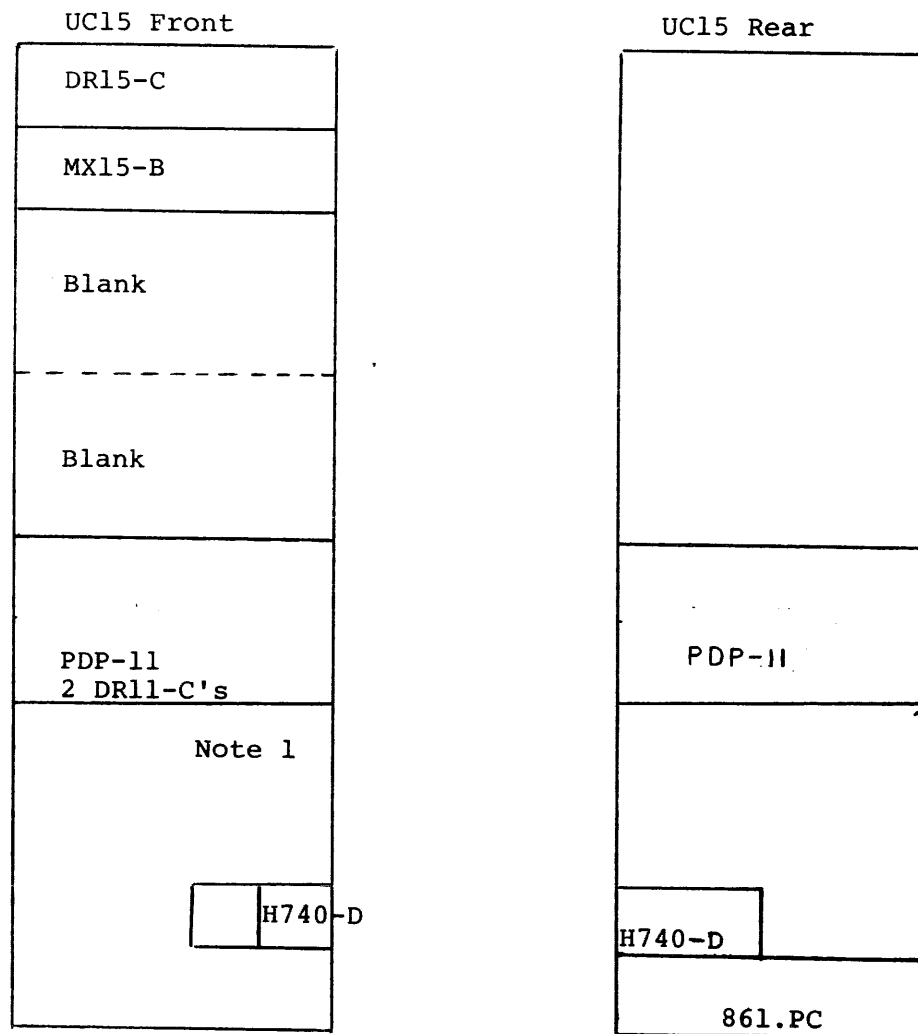 UC15 Front
DR15-C
MX15-B
Blank
Blank
PDP-11
2 DR11-C's
Note 1
H740-D
UC15 Rear
PDP-11
H740-D
861.PC